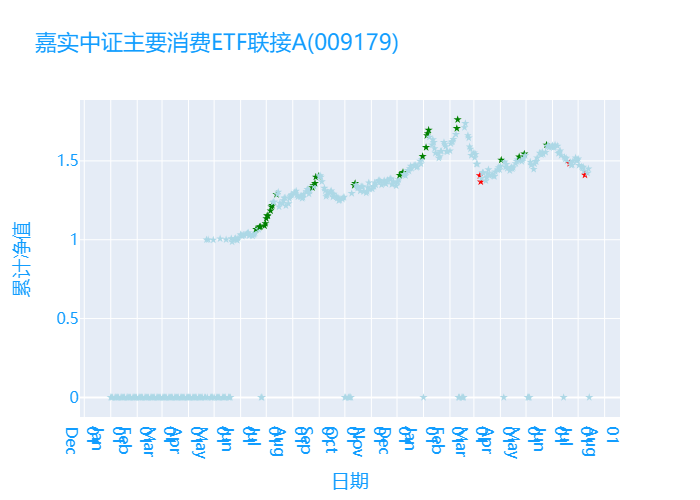 嘉实中证主要消费ETF联接A(009179)
1.5
1
0.5
0
累计净值
Dec
Jan
Feb
Mar
Apr
May
Jun
Jul
Aug
Sep
Oct
Nov
Dec
Jan
Feb
Mar
Apr
May
Jun
Jul
Aug
01
日期